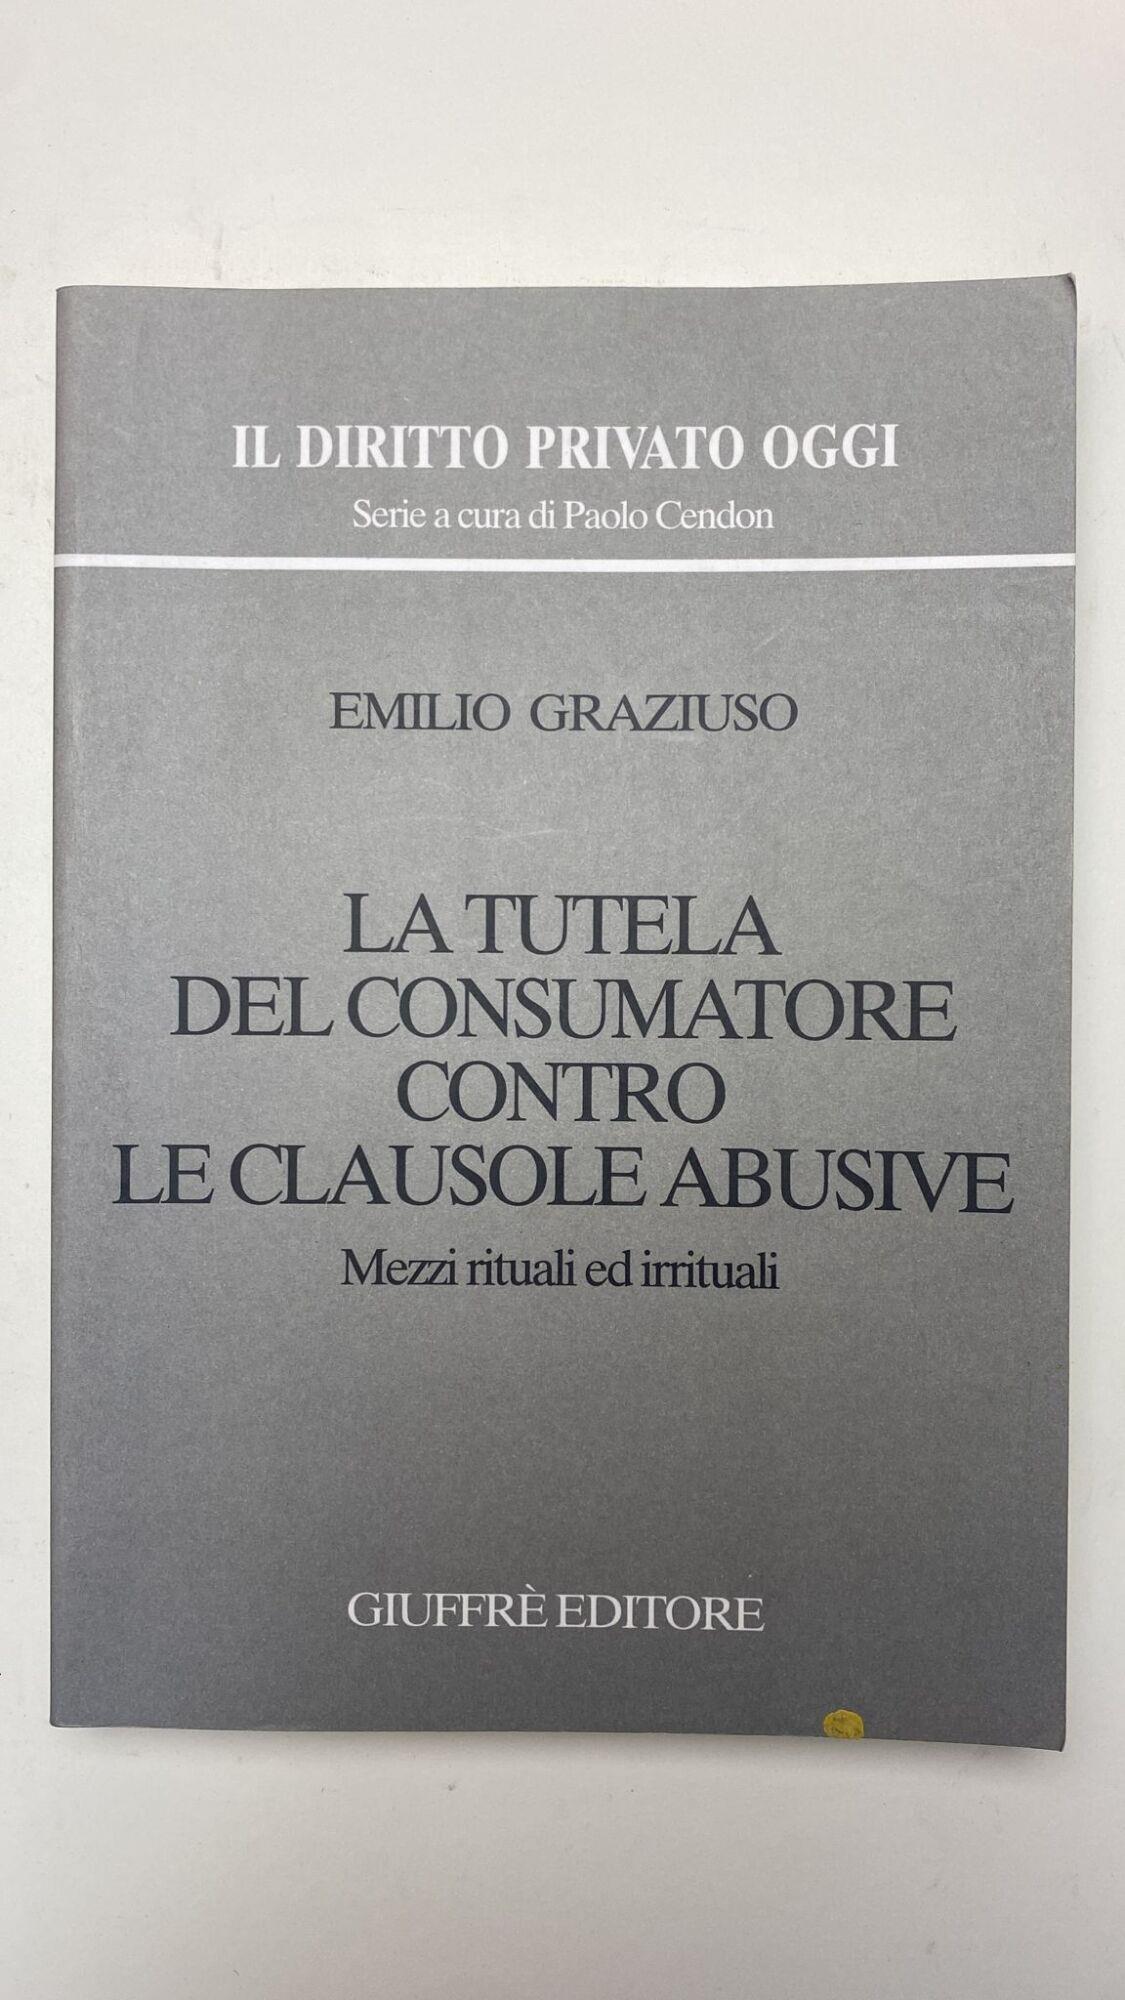 IL DIRITTO PRIVATO OGGI
Serie a cura di Paolo Cendon
EMILIO GRAZIUSO
LA TUTELA
DEL CONSUMATORE
CONTRO
LE CLAUSOLE ABUSIVE
Mezzi rituali ed irrituali
GIUFFRÈ EDITORE